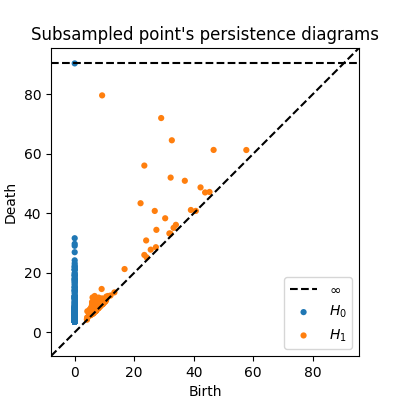 Subsampled point's persistence diagrams
80
60
40
20
0
Death
0 20 40 60 80
Birth
∞
H₀
H₁